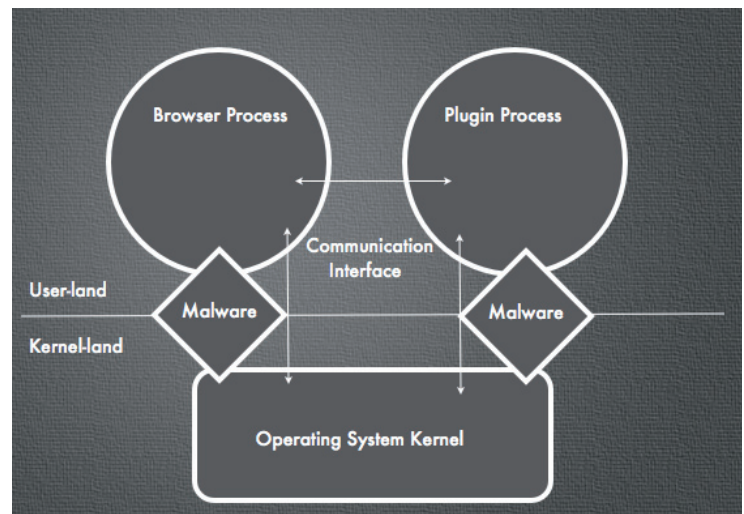 Browser Process
Plugin Process
Communication
Interface
User-land
Malware
Malware
Kernel-land
Operating System Kernel